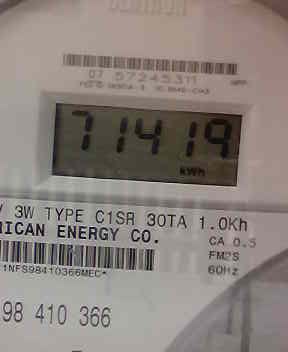 07 57245311
71419
kWh
V 3W TYPE C1SR 30TA 1.0Kh
RICAN ENERGY CO.
CA 0.5
FM2S
60Hz
1NFS98410366MEC*
98 410 366